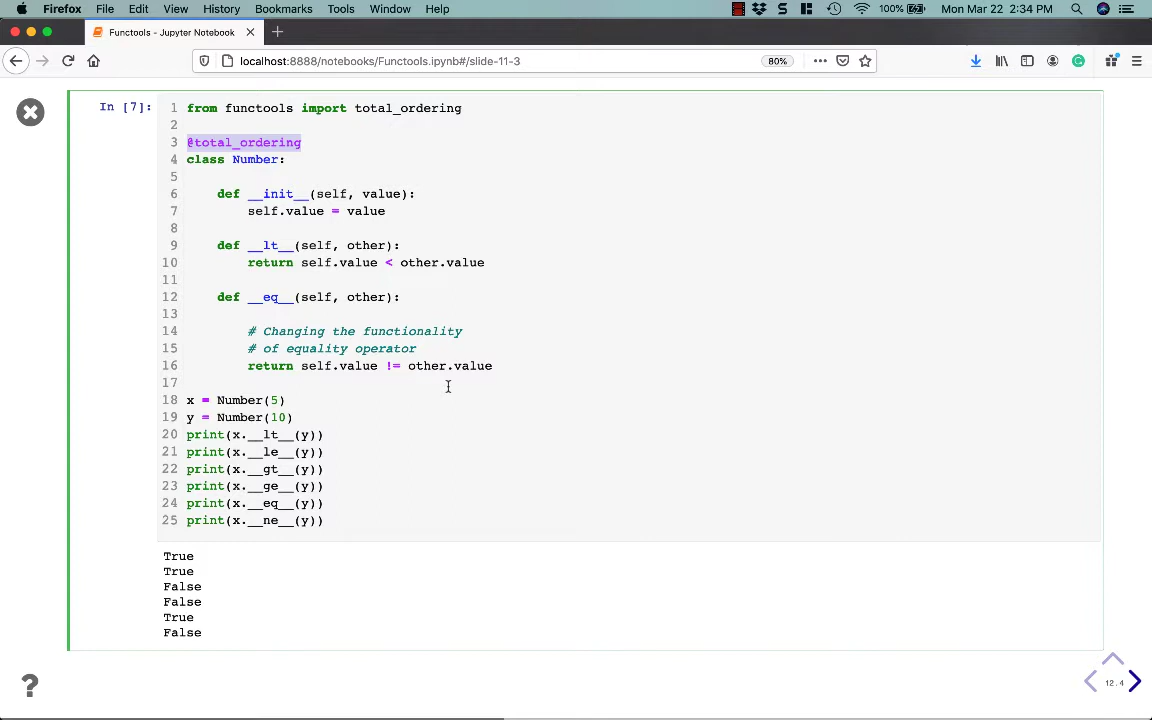 Firefox File Edit View History Bookmarks Tools Window Help 100% Mon Mar 22 2:34 PM
Functools - Jupyter Notebook
localhost:8888/notebooks/Functools.ipynb#/slide-11-3 80%
In [7]:
1 from functools import total_ordering
2
3 @total_ordering
4 class Number:
5
6 def __init__(self, value):
7 self.value = value
8
9 def __lt__(self, other):
10 return self.value < other.value
11
12 def __eq__(self, other):
13
14 # Changing the functionality
15 # of equality operator
16 return self.value != other.value
17
18 x = Number(5)
19 y = Number(10)
20 print(x.__lt__(y))
21 print(x.__le__(y))
22 print(x.__gt__(y))
23 print(x.__ge__(y))
24 print(x.__eq__(y))
25 print(x.__ne__(y))
True
True
False
False
True
False
?
12.4